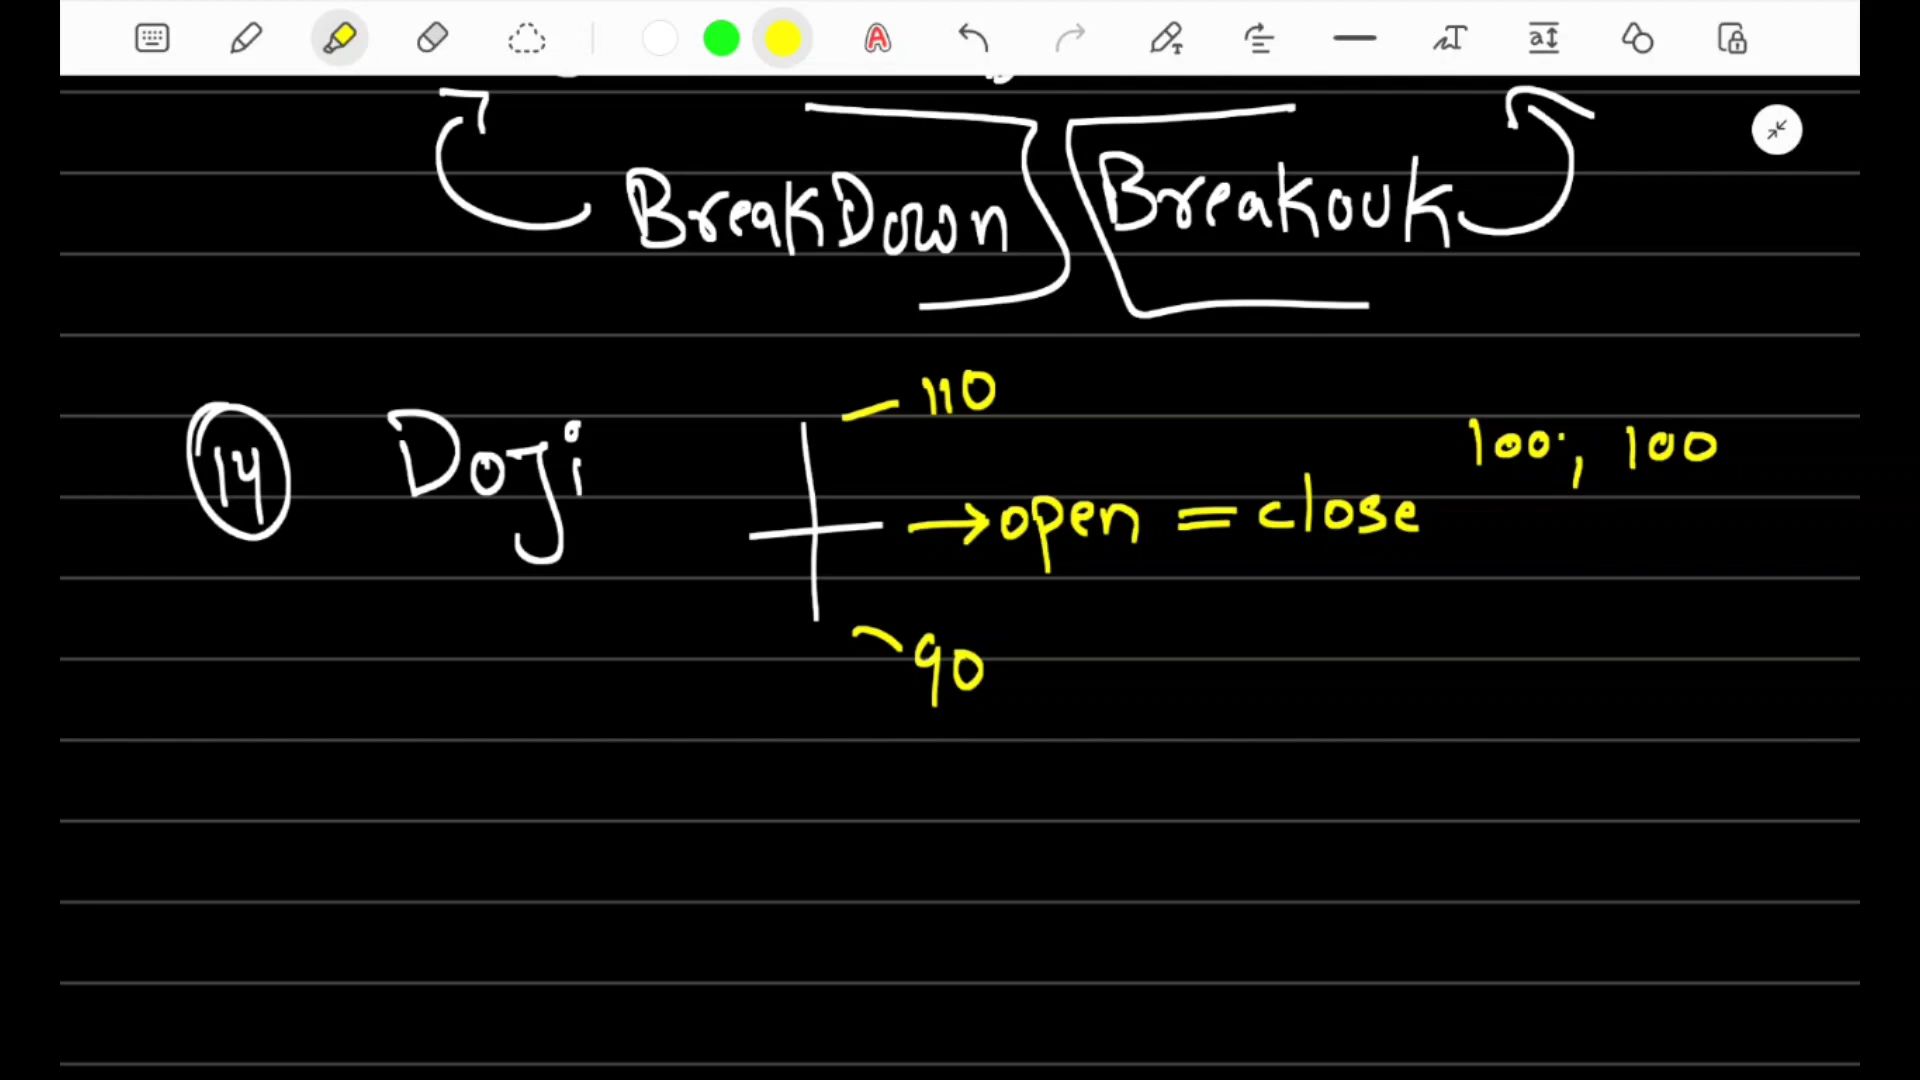 BreakDown Breakout
14 Doji
110
100, 100
open = close
90